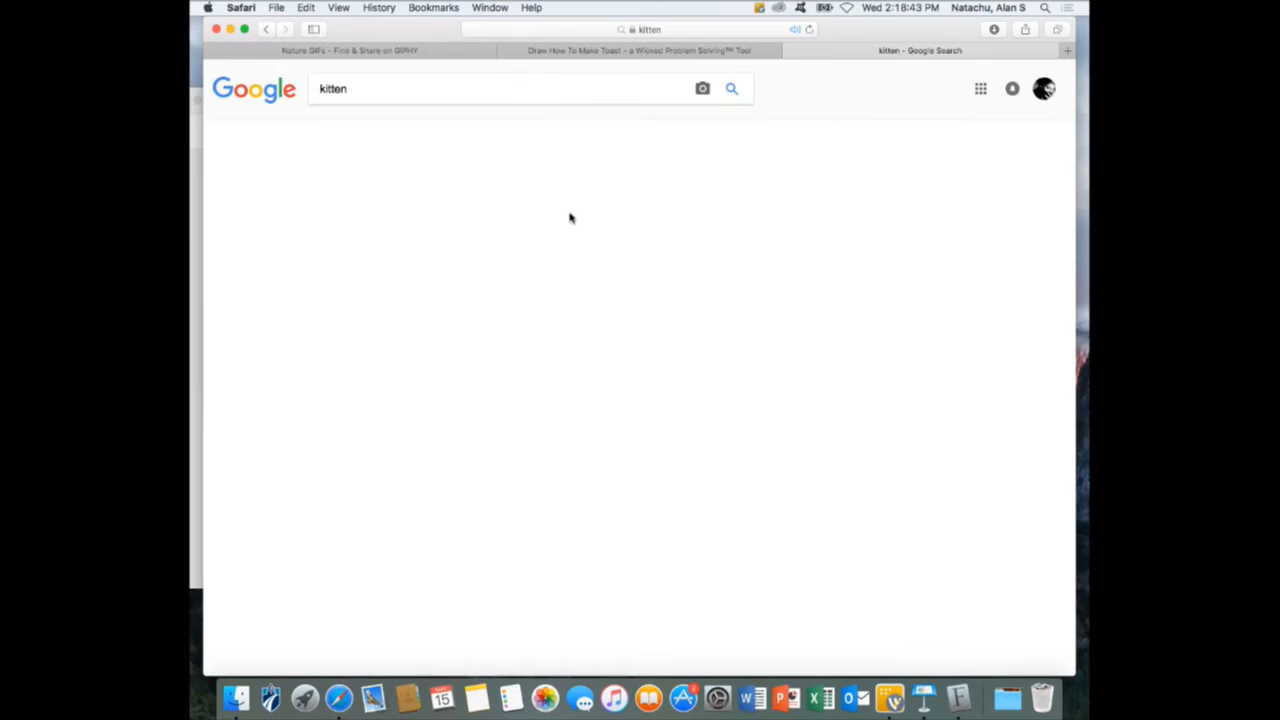 Safari File Edit View History Bookmarks Window Help Wed 2:18:43 PM Natachu, Alan S
kitten
Nature GIFs - Find & Share on GIPHY Draw How To Make Toast - a Wicked Problem Solving™ Tool kitten - Google Search
Google kitten
15